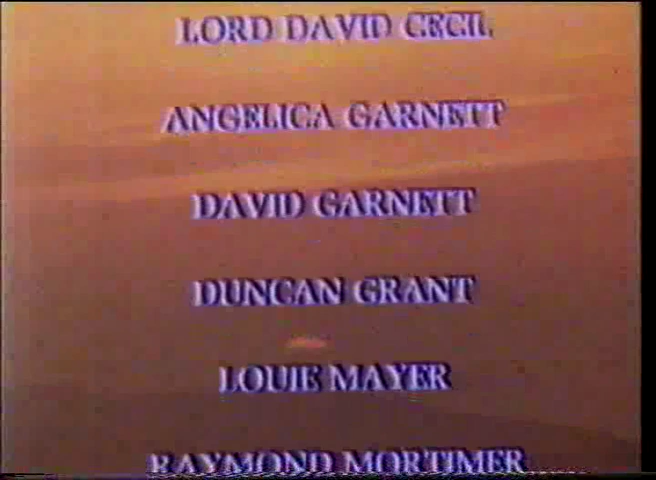 LORD DAVID CECIL
ANGELICA GARNETT
DAVID GARNETT
DUNCAN GRANT
LOUIE MAYER
RAYMOND MORTIMER